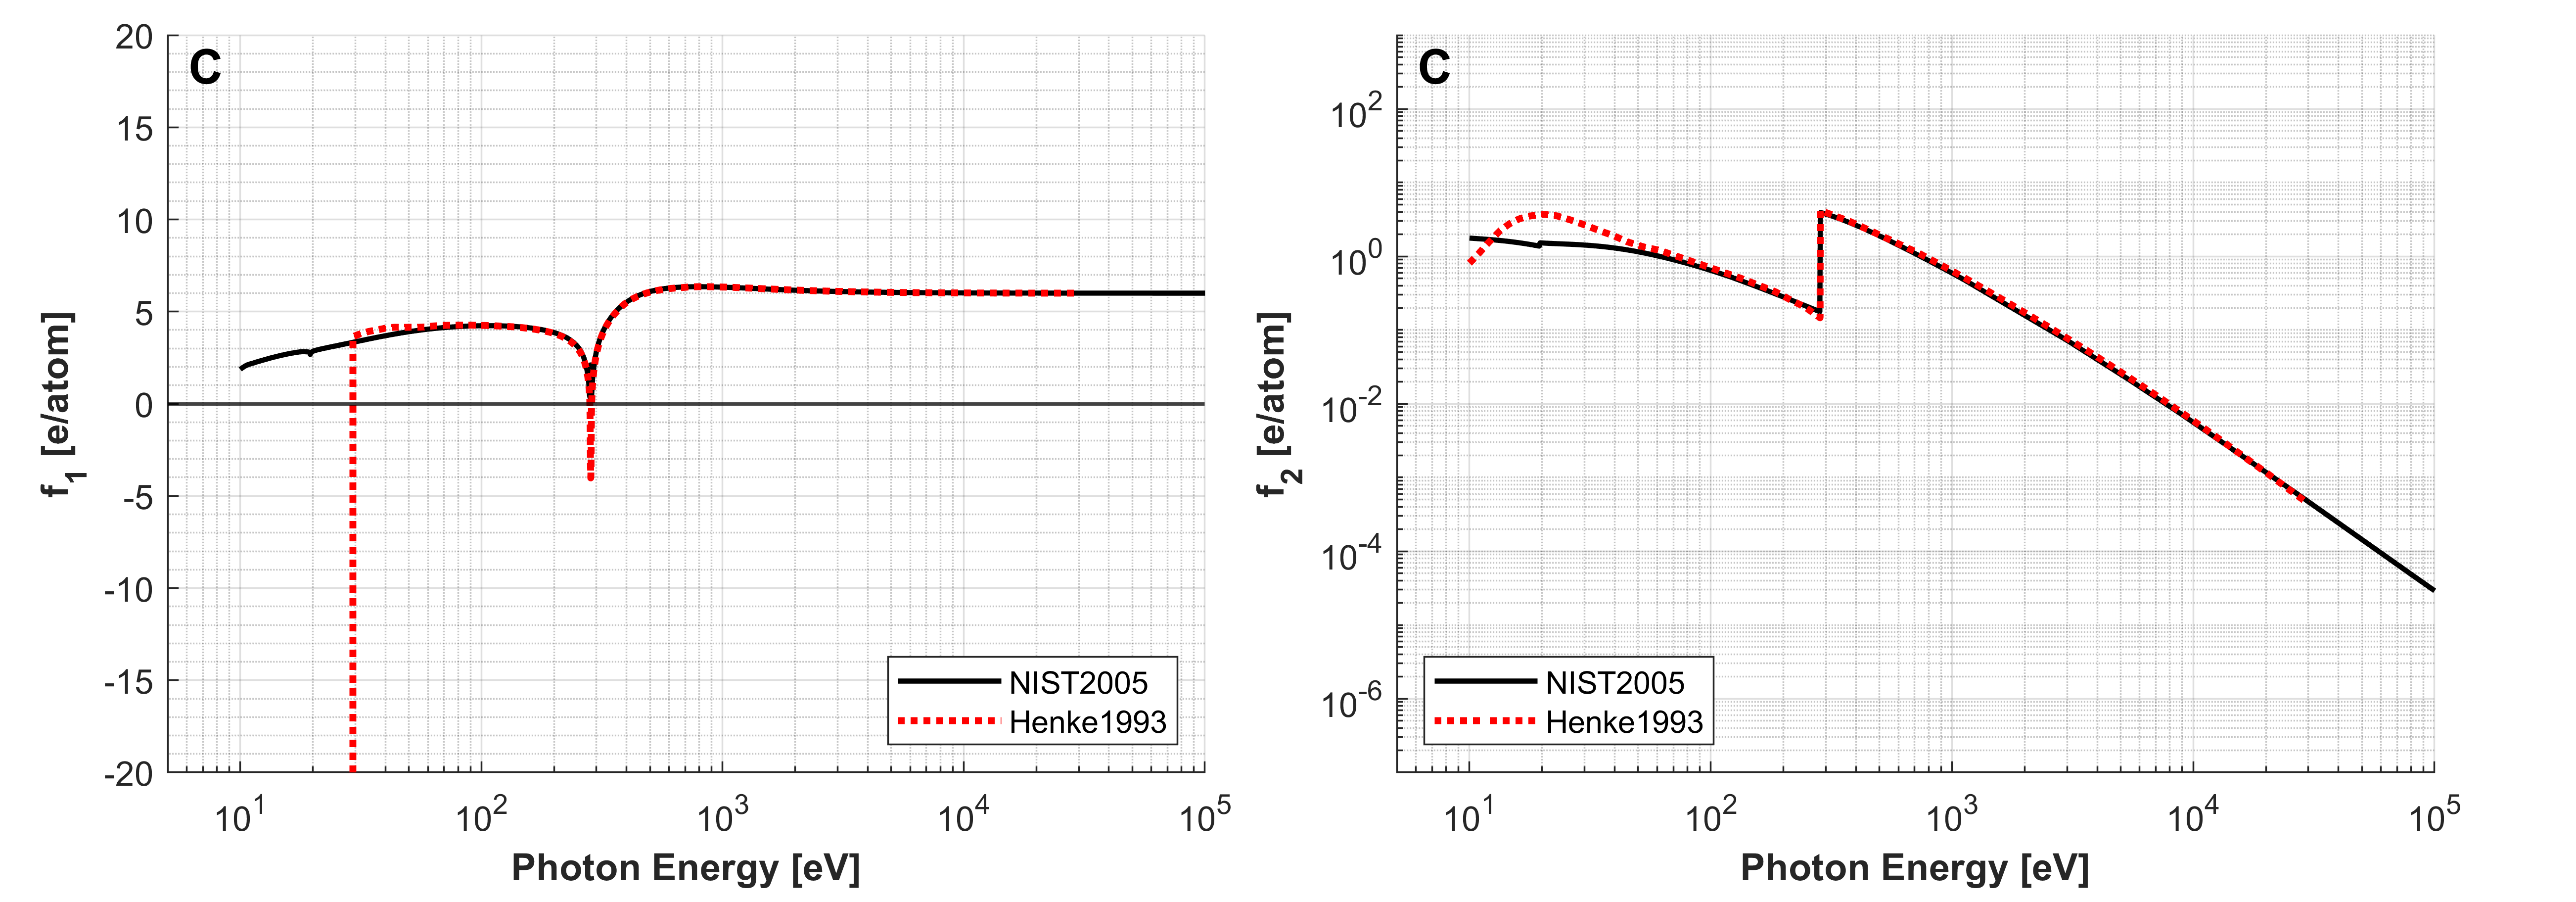 C
20
15
10
5
0
-5
-10
-15
-20
f1 [e/atom]
NIST2005
Henke1993
10^1 10^2 10^3 10^4 10^5
Photon Energy [eV]
C
10^2
10^0
10^-2
10^-4
10^-6
f2 [e/atom]
NIST2005
Henke1993
10^1 10^2 10^3 10^4 10^5
Photon Energy [eV]